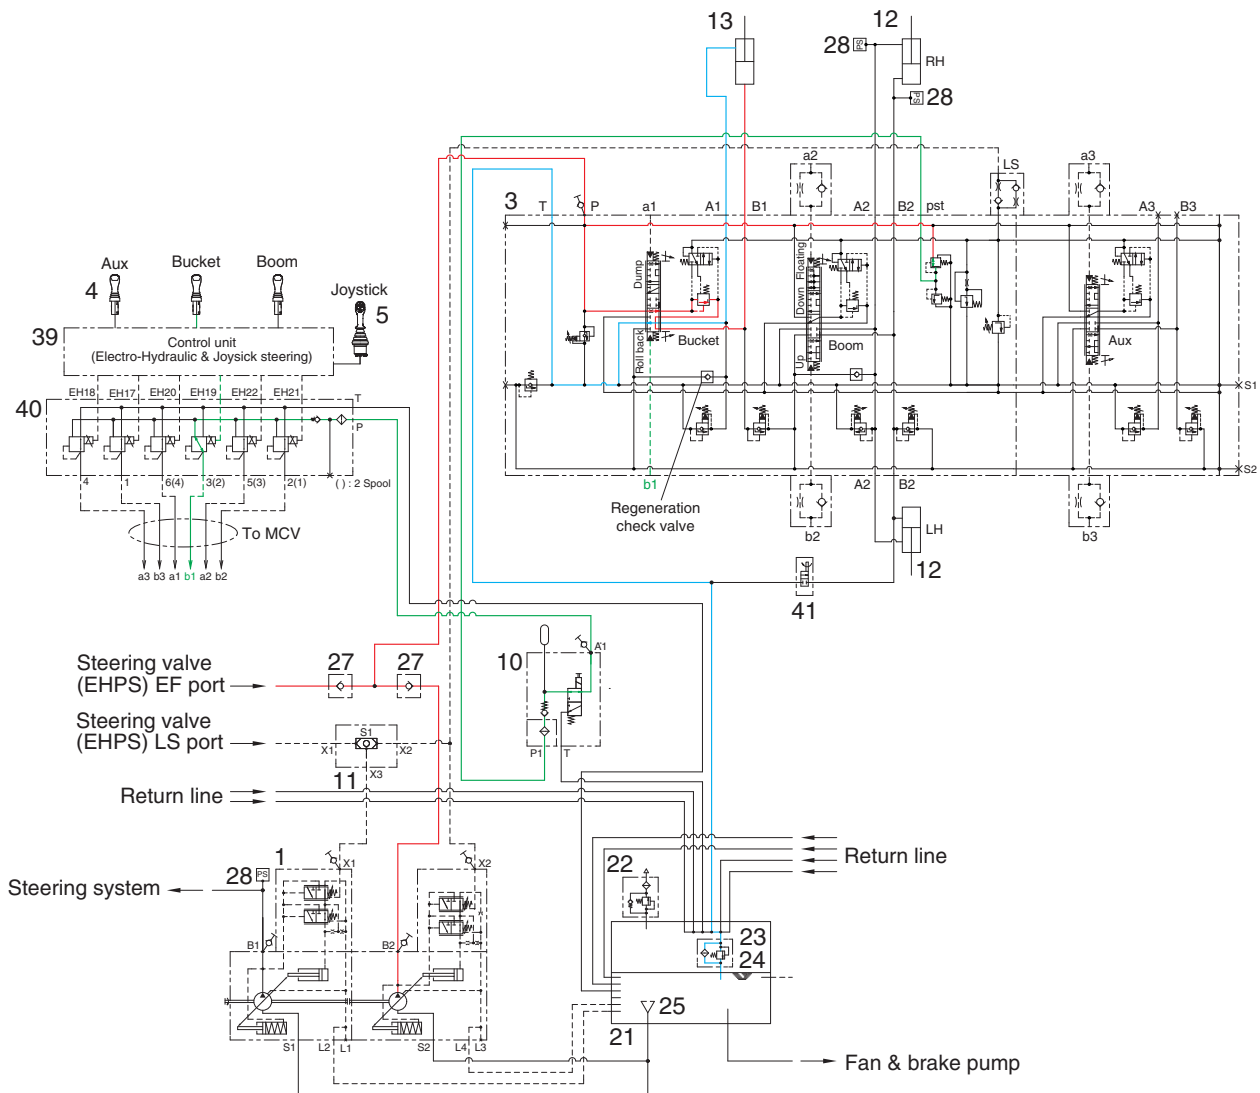 13
12
28
PS
RH
PS
28
a2
LS
a3
3
T
P
a1
A1
B1
A2
B2
pst
A3
B3
Dump
Roll back
Bucket
Floating
Down
Up
Boom
Aux
S1
S2
b1
A2
B2
Regeneration
check valve
b2
b3
LH
12
41
Aux
Bucket
Boom
Joystick
4
5
39
Control unit
(Electro-Hydraulic & Joysick steering)
EH18
EH17
EH20
EH19
EH22
EH21
40
T
P
4
1
6(4)
3(2)
5(3)
2(1)
( ) : 2 Spool
To MCV
a3
b3
a1
b1
a2
b2
10
A1
P1
T
Steering valve
(EHPS) EF port
27
27
Steering valve
(EHPS) LS port
S1
X1
X2
X3
11
Return line
1
X1
X2
28
PS
Steering system
B1
B2
S1
L2
L1
S2
L4
L3
22
23
24
25
21
Return line
Fan & brake pump